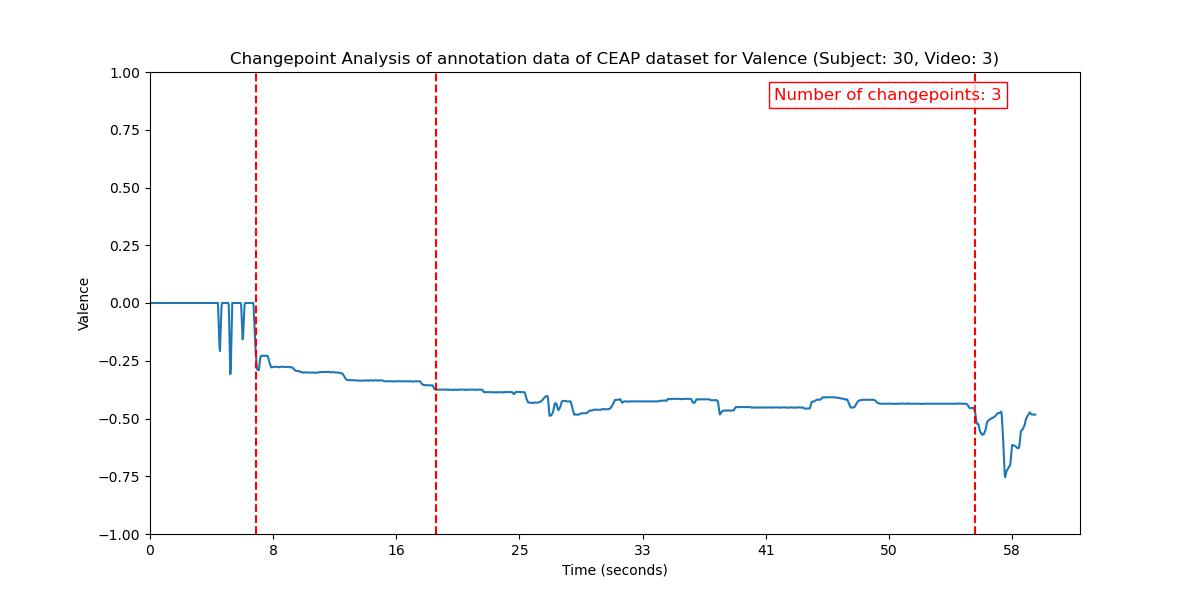 Changepoint Analysis of annotation data of CEAP dataset for Valence (Subject: 30, Video: 3)
Number of changepoints: 3
1.00
0.75
0.50
0.25
0.00
−0.25
−0.50
−0.75
−1.00
Valence
0 8 16 25 33 41 50 58
Time (seconds)